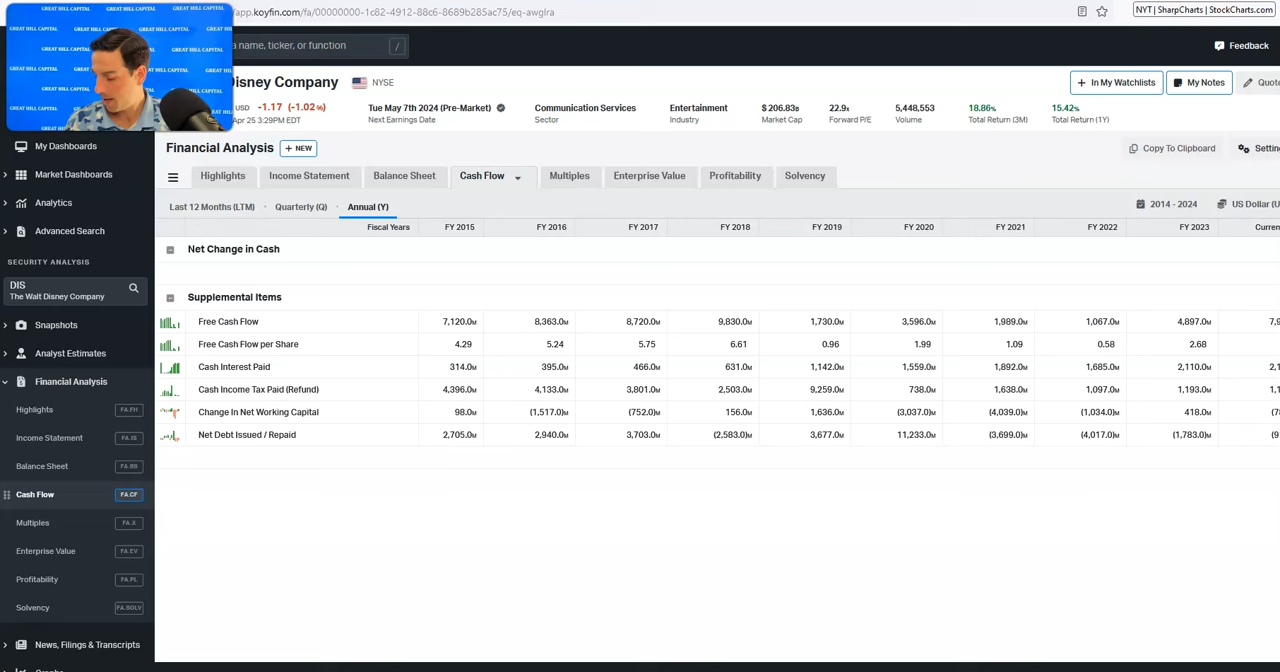 app.koyfin.com/fa/00000000-1c82-4912-88c6-8689b285ac75/eq-awglra
NYT | SharpCharts | StockCharts.com
GREAT HILL CAPITAL
a name, ticker, or function /
Feedback
Disney Company NYSE
+ In My Watchlists My Notes Quote
USD -1.17 (-1.02%) Tue May 7th 2024 (Pre-Market) Communication Services Entertainment $ 206.83B 22.9x 5,448,553 18.86% 15.42%
Apr 25 3:29PM EDT Next Earnings Date Sector Industry Market Cap Forward P/E Volume Total Return (3M) Total Return (1Y)
My Dashboards
Market Dashboards
Analytics
Advanced Search
SECURITY ANALYSIS
DIS
The Walt Disney Company
Snapshots
Analyst Estimates
Financial Analysis
Highlights FA.FH
Income Statement FA.IS
Balance Sheet FA.BS
Cash Flow FA.CF
Multiples FA.X
Enterprise Value FA.EV
Profitability FA.PL
Solvency FA.SOLV
News, Filings & Transcripts
Graphs
Financial Analysis + NEW
Copy To Clipboard Settin
Highlights Income Statement Balance Sheet Cash Flow Multiples Enterprise Value Profitability Solvency
Last 12 Months (LTM) · Quarterly (Q) · Annual (Y)
2014 - 2024 US Dollar (U
Fiscal Years FY 2015 FY 2016 FY 2017 FY 2018 FY 2019 FY 2020 FY 2021 FY 2022 FY 2023 Curren
Net Change in Cash
Supplemental Items
Free Cash Flow 7,120.0M 8,363.0M 8,720.0M 9,830.0M 1,730.0M 3,596.0M 1,989.0M 1,067.0M 4,897.0M 7,9
Free Cash Flow per Share 4.29 5.24 5.75 6.61 0.96 1.99 1.09 0.58 2.68
Cash Interest Paid 314.0M 395.0M 466.0M 631.0M 1,142.0M 1,559.0M 1,892.0M 1,685.0M 2,110.0M 2,1
Cash Income Tax Paid (Refund) 4,396.0M 4,133.0M 3,801.0M 2,503.0M 9,259.0M 738.0M 1,638.0M 1,097.0M 1,193.0M 1,1
Change In Net Working Capital 98.0M (1,517.0)M (752.0)M 156.0M 1,636.0M (3,037.0)M (4,039.0)M (1,034.0)M 418.0M (78
Net Debt Issued / Repaid 2,705.0M 2,940.0M 3,703.0M (2,583.0)M 3,677.0M 11,233.0M (3,699.0)M (4,017.0)M (1,783.0)M (9